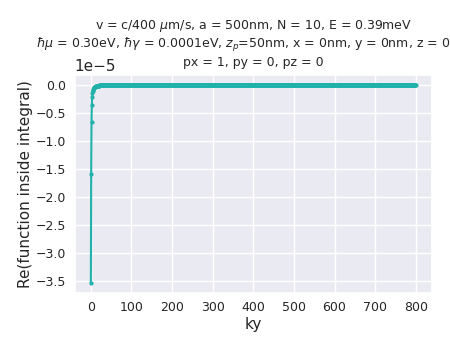 v = c/400 μm/s, a = 500nm, N = 10, E = 0.39meV
ℏμ = 0.30eV, ℏγ = 0.0001eV, zₚ=50nm, x = 0nm, y = 0nm, z = 0
px = 1, py = 0, pz = 0
1e−5
0.0
−0.5
−1.0
−1.5
−2.0
−2.5
−3.0
−3.5
Re(function inside integral)
0 100 200 300 400 500 600 700 800
ky